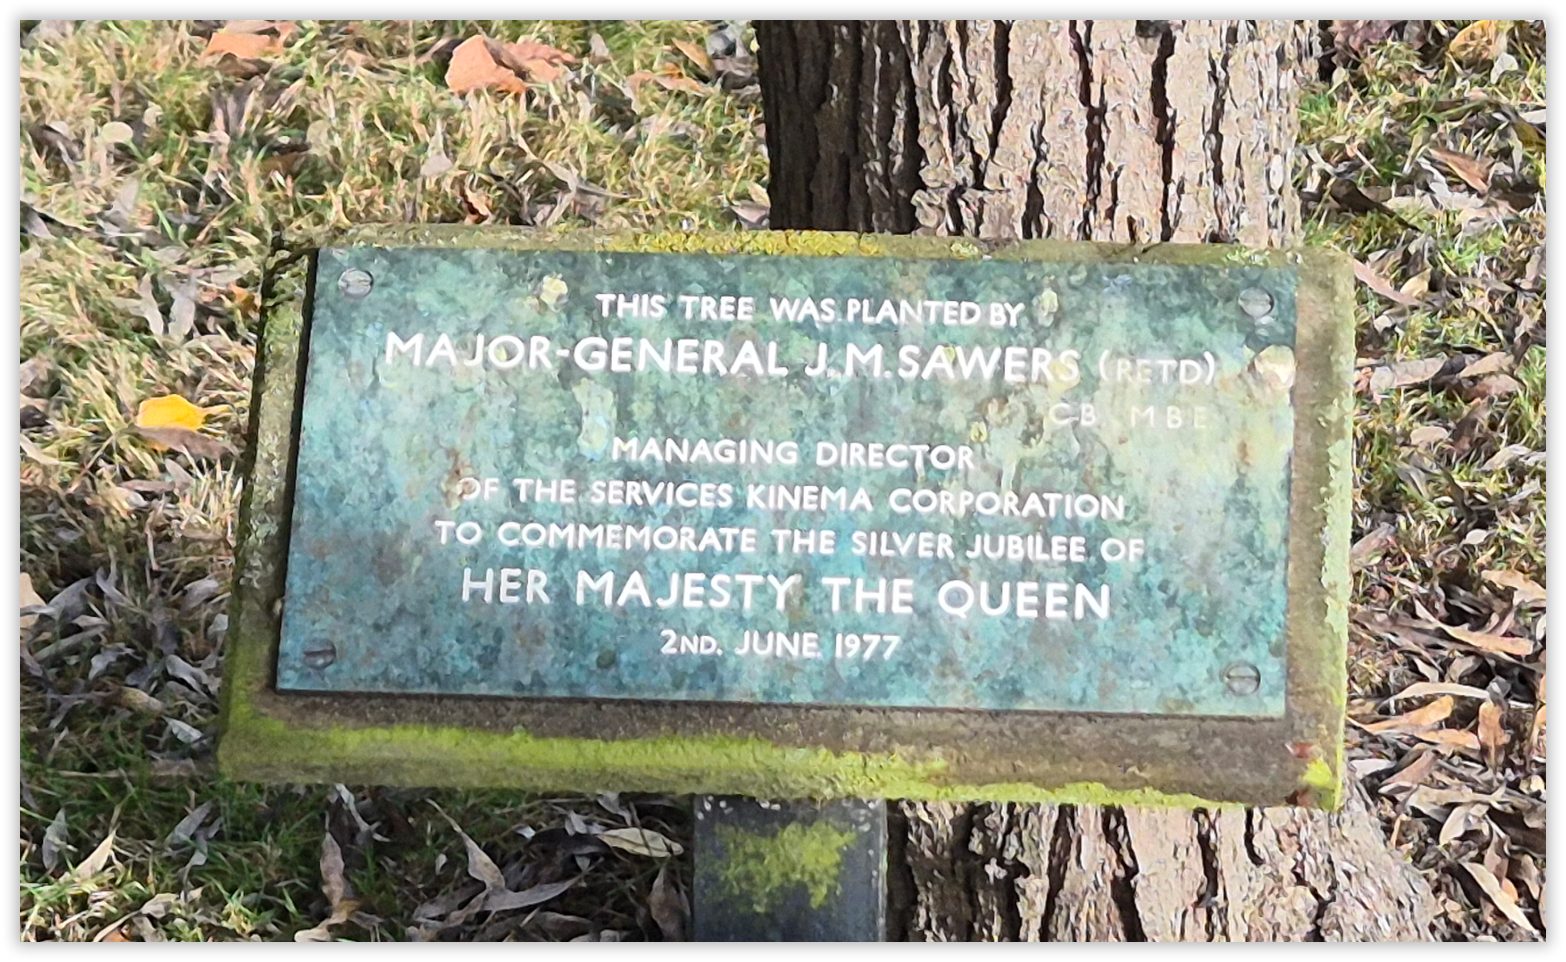 THIS TREE WAS PLANTED BY
MAJOR-GENERAL J.M.SAWERS (RETD)
CB MBE
MANAGING DIRECTOR
OF THE SERVICES KINEMA CORPORATION
TO COMMEMORATE THE SILVER JUBILEE OF
HER MAJESTY THE QUEEN
2ND. JUNE 1977